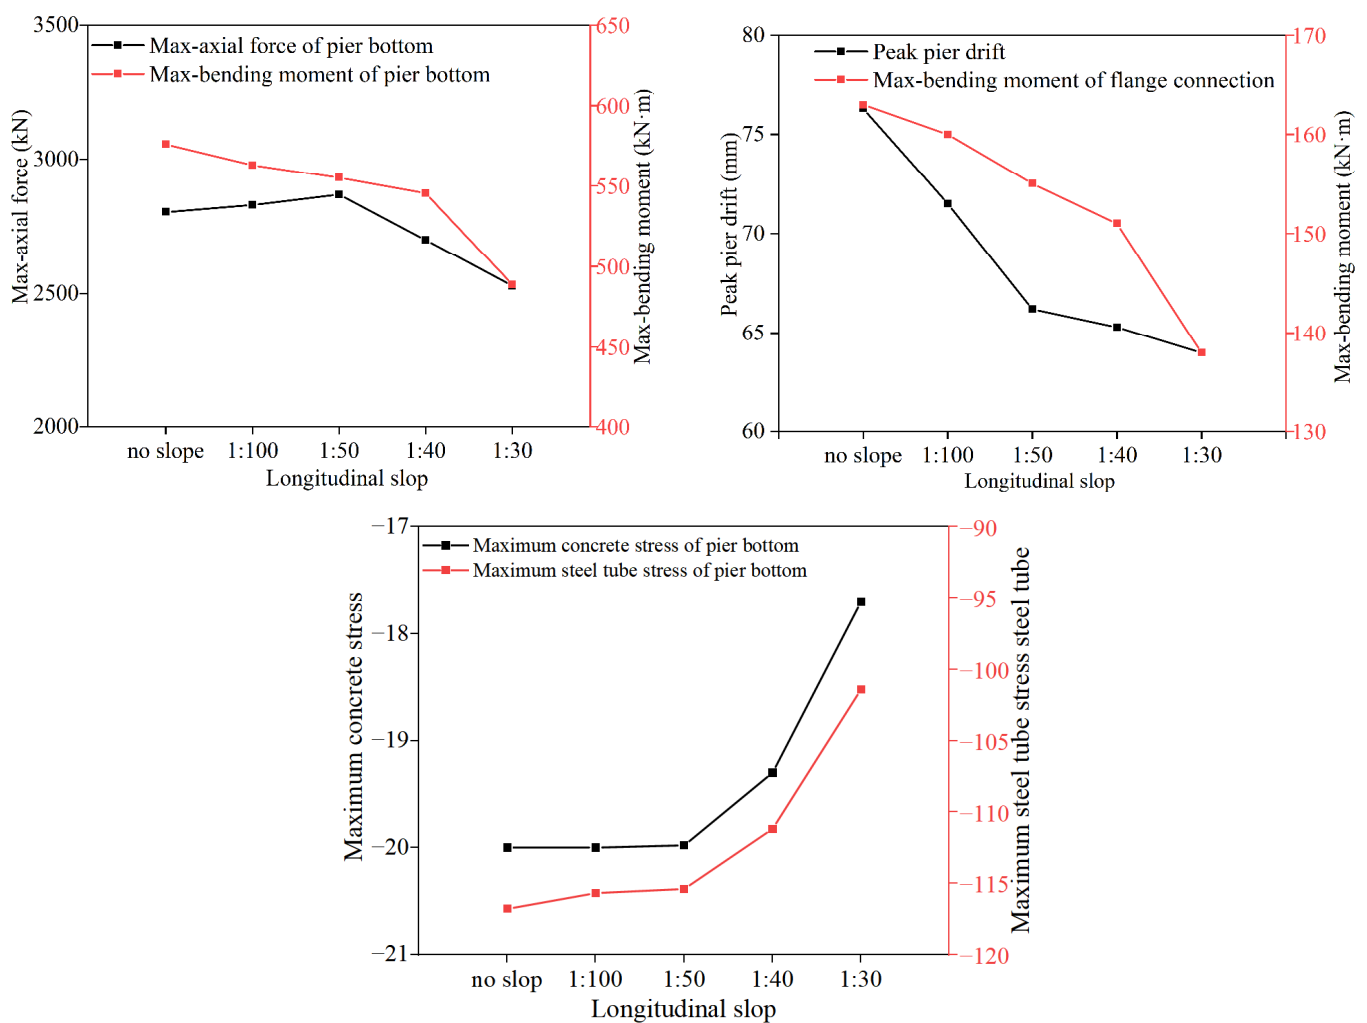 3500
3000
2500
2000
Max-axial force (kN)
Max-axial force of pier bottom
Max-bending moment of pier bottom
650
600
550
500
450
400
Max-bending moment (kN·m)
no slope 1:100 1:50 1:40 1:30
Longitudinal slop
80
75
70
65
60
Peak pier drift (mm)
Peak pier drift
Max-bending moment of flange connection
170
160
150
140
130
Max-bending moment (kN·m)
no slope 1:100 1:50 1:40 1:30
Longitudinal slop
−17
−18
−19
−20
−21
Maximum concrete stress
Maximum concrete stress of pier bottom
Maximum steel tube stress of pier bottom
−90
−95
−100
−105
−110
−115
−120
Maximum steel tube stress steel tube
no slop 1:100 1:50 1:40 1:30
Longitudinal slop